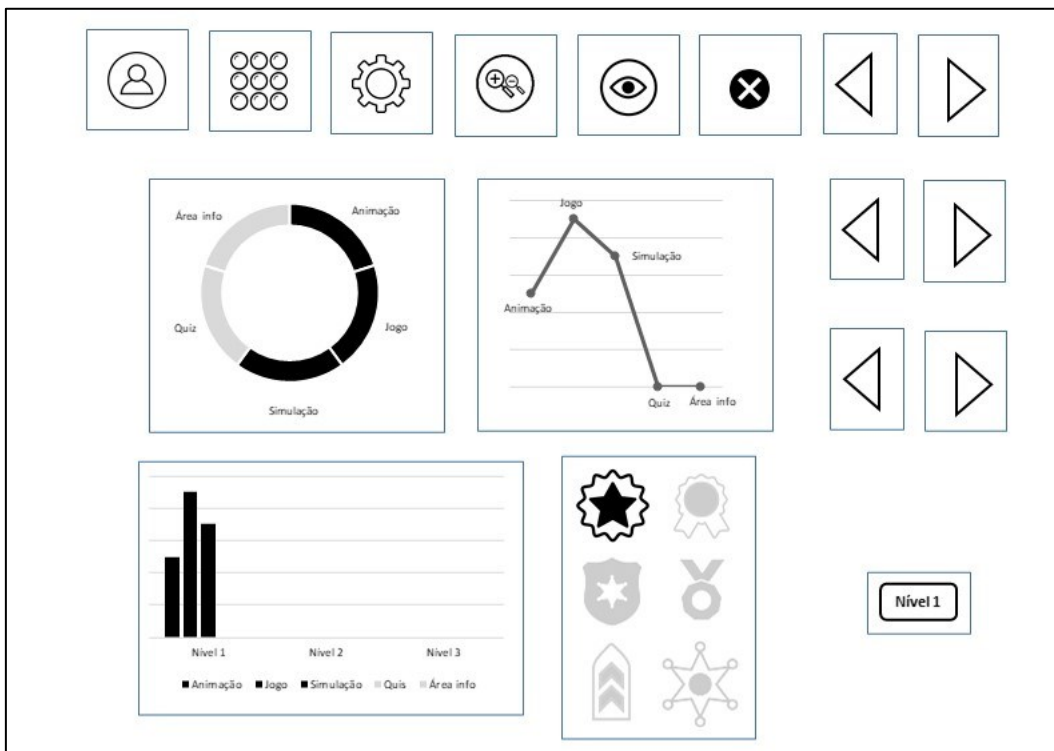 Área info
Animação
Quiz
Jogo
Simulação
Jogo
Simulação
Animação
Quiz
Área info
Nível 1
Nível 2
Nível 3
Animação Jogo Simulação Quis Área info
Nível 1